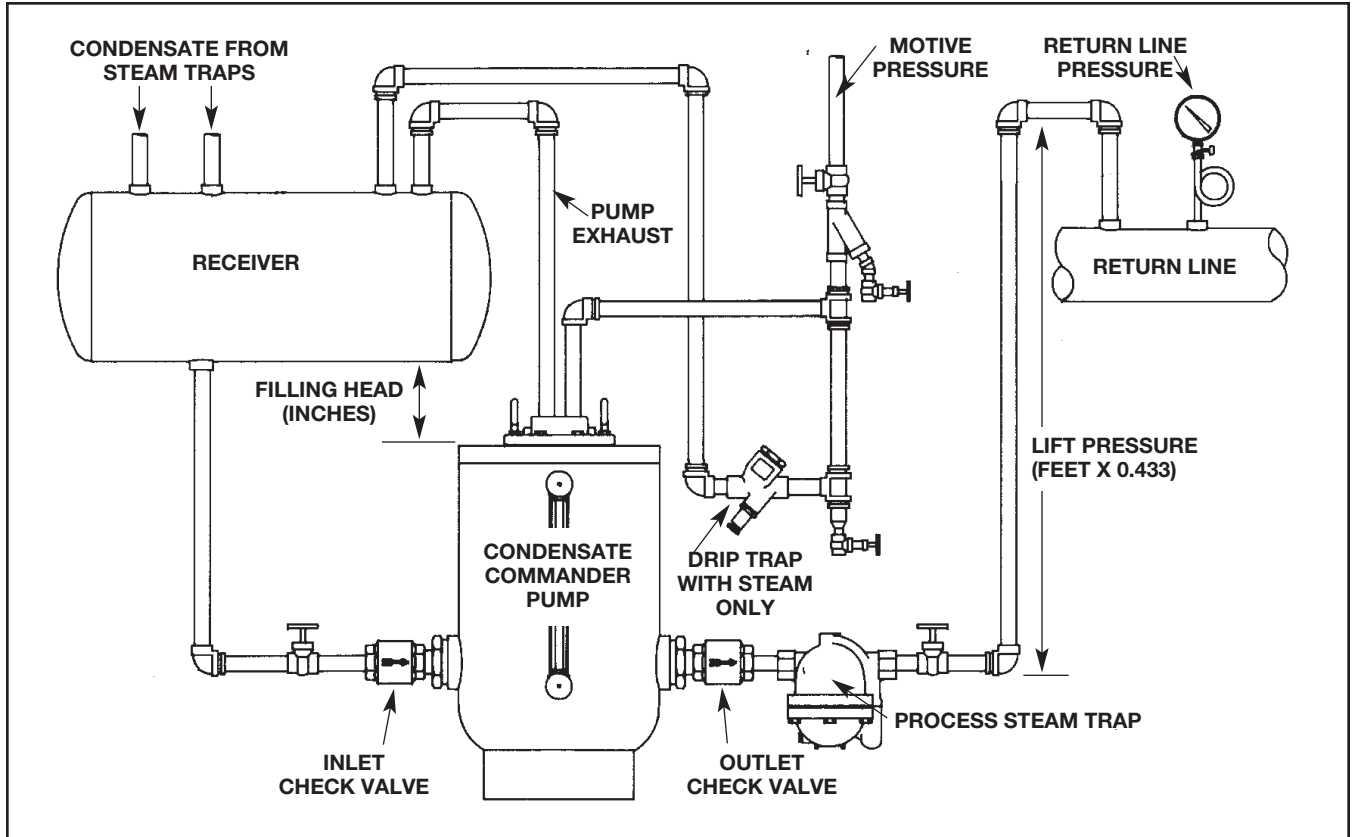 CONDENSATE FROM
STEAM TRAPS
MOTIVE
PRESSURE
RETURN LINE
PRESSURE
PUMP
EXHAUST
RECEIVER
RETURN LINE
FILLING HEAD
(INCHES)
LIFT PRESSURE
(FEET X 0.433)
CONDENSATE
COMMANDER
PUMP
DRIP TRAP
WITH STEAM
ONLY
PROCESS STEAM TRAP
INLET
CHECK VALVE
OUTLET
CHECK VALVE